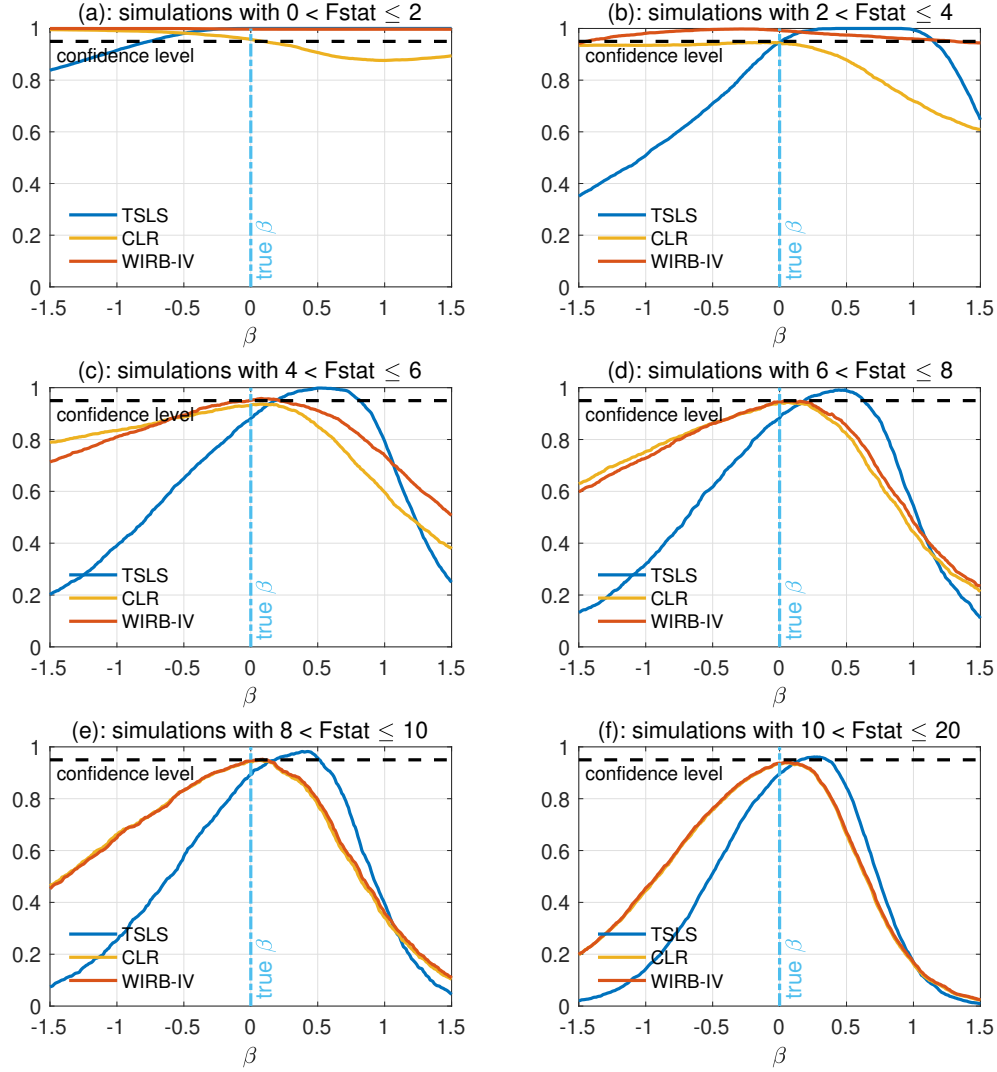 (a): simulations with 0 < Fstat ≤ 2
1
0.8
0.6
0.4
0.2
0
confidence level
TSLS
CLR
WIRB-IV
true β
-1.5 -1 -0.5 0 0.5 1 1.5
β
(b): simulations with 2 < Fstat ≤ 4
1
0.8
0.6
0.4
0.2
0
confidence level
TSLS
CLR
WIRB-IV
true β
-1.5 -1 -0.5 0 0.5 1 1.5
β
(c): simulations with 4 < Fstat ≤ 6
1
0.8
0.6
0.4
0.2
0
confidence level
TSLS
CLR
WIRB-IV
true β
-1.5 -1 -0.5 0 0.5 1 1.5
β
(d): simulations with 6 < Fstat ≤ 8
1
0.8
0.6
0.4
0.2
0
confidence level
TSLS
CLR
WIRB-IV
true β
-1.5 -1 -0.5 0 0.5 1 1.5
β
(e): simulations with 8 < Fstat ≤ 10
1
0.8
0.6
0.4
0.2
0
confidence level
TSLS
CLR
WIRB-IV
true β
-1.5 -1 -0.5 0 0.5 1 1.5
β
(f): simulations with 10 < Fstat ≤ 20
1
0.8
0.6
0.4
0.2
0
confidence level
TSLS
CLR
WIRB-IV
true β
-1.5 -1 -0.5 0 0.5 1 1.5
β